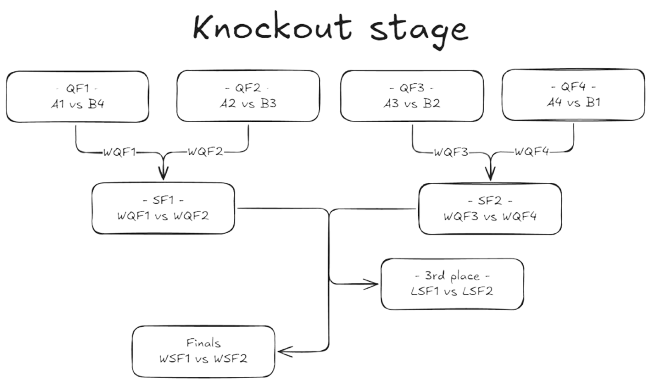 Knockout stage
- QF1 -
A1 vs B4
- QF2 -
A2 vs B3
- QF3 -
A3 vs B2
- QF4 -
A4 vs B1
WQF1
WQF2
WQF3
WQF4
- SF1 -
WQF1 vs WQF2
- SF2 -
WQF3 vs WQF4
- 3rd place -
LSF1 vs LSF2
Finals
WSF1 vs WSF2